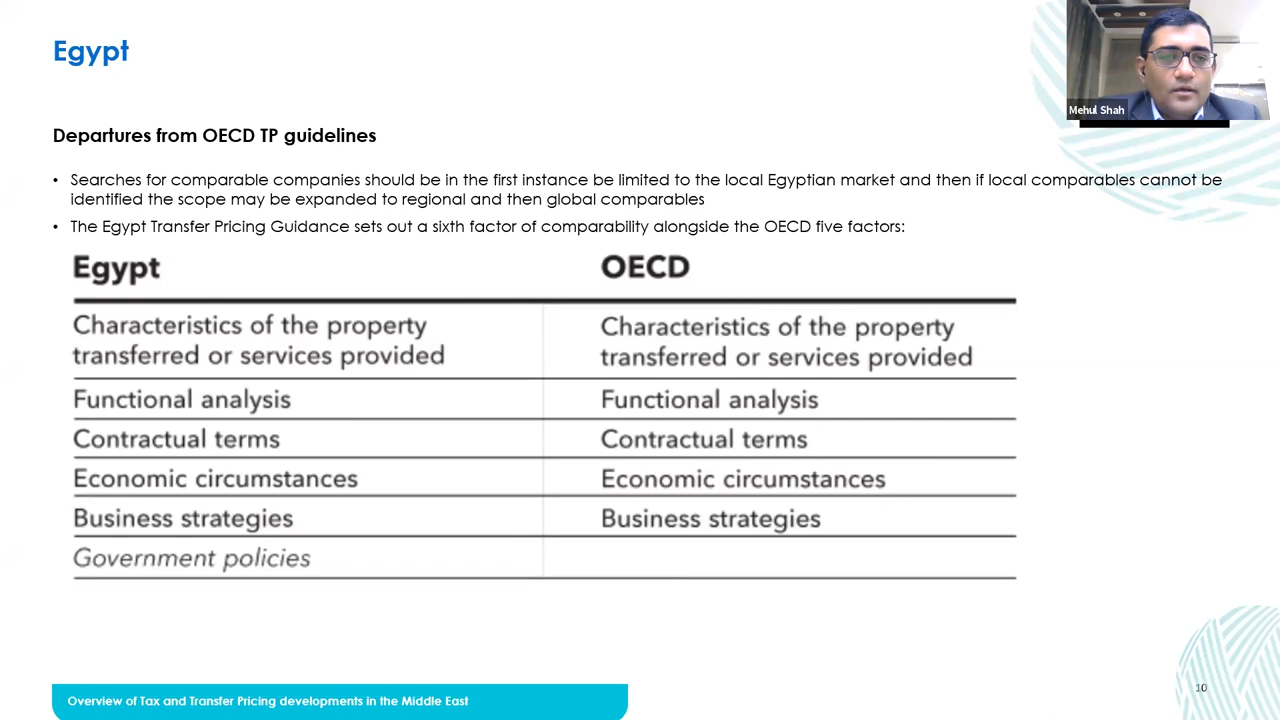 Egypt
Mehul Shah
Departures from OECD TP guidelines
• Searches for comparable companies should be in the first instance be limited to the local Egyptian market and then if local comparables cannot be
identified the scope may be expanded to regional and then global comparables
• The Egypt Transfer Pricing Guidance sets out a sixth factor of comparability alongside the OECD five factors:
Egypt OECD
Characteristics of the property Characteristics of the property
transferred or services provided transferred or services provided
Functional analysis Functional analysis
Contractual terms Contractual terms
Economic circumstances Economic circumstances
Business strategies Business strategies
Government policies
Overview of Tax and Transfer Pricing developments in the Middle East
10